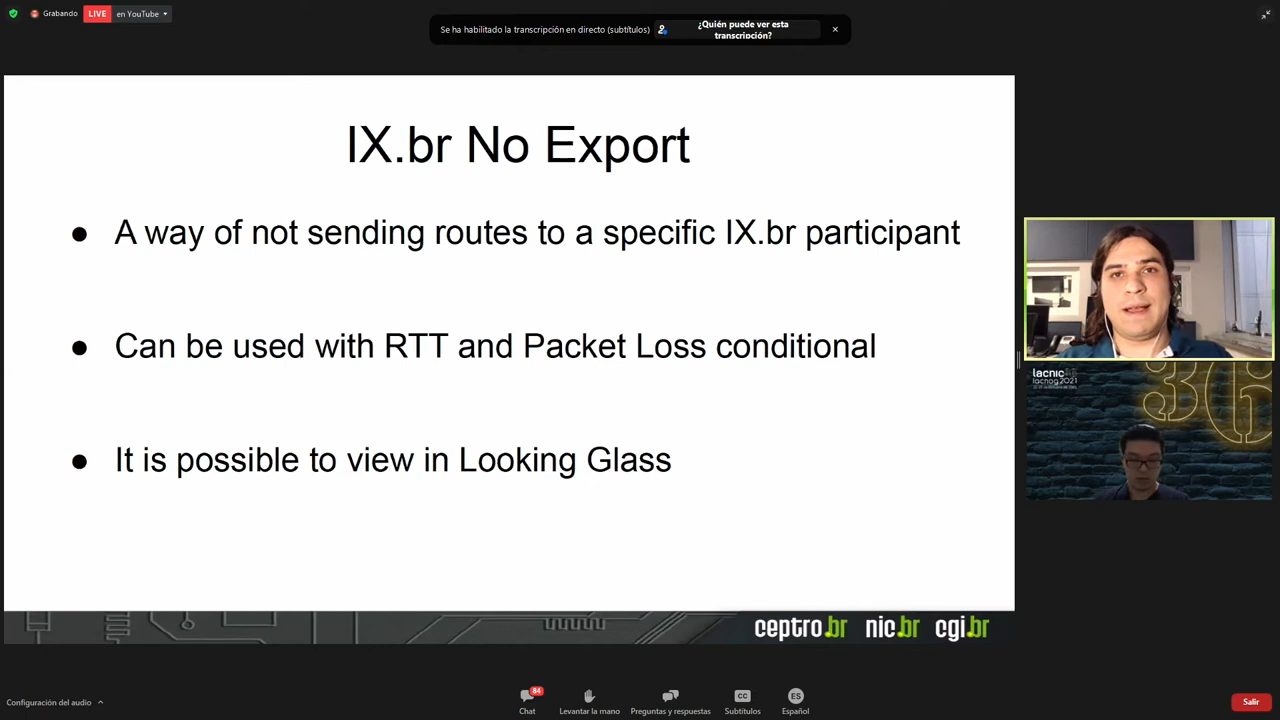 Grabando
LIVE
en YouTube
Se ha habilitado la transcripción en directo (subtítulos)
¿Quién puede ver esta
transcripción?
IX.br No Export
● A way of not sending routes to a specific IX.br participant
● Can be used with RTT and Packet Loss conditional
● It is possible to view in Looking Glass
lacnic36
lacnog 2021
36
ceptro.br nic.br cgi.br
Configuración del audio
84
Chat
Levantar la mano
Preguntas y respuestas
CC
Subtítulos
ES
Español
Salir